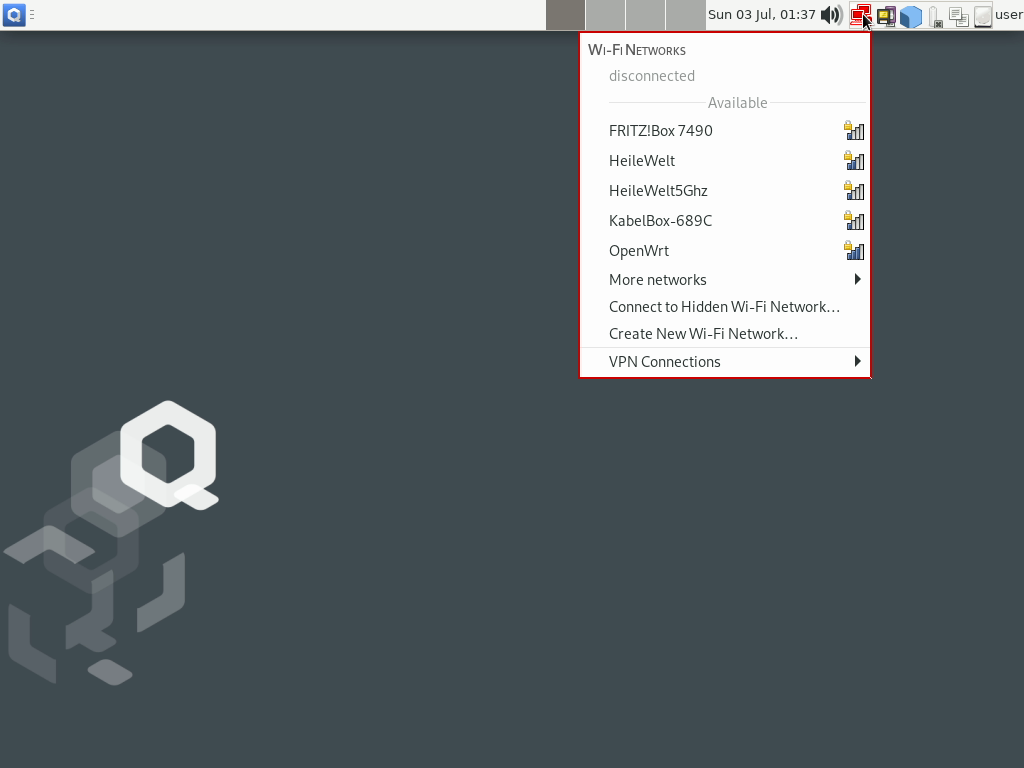 Sun 03 Jul, 01:37
user
Wi-Fi Networks
disconnected
Available
FRITZ!Box 7490
HeileWelt
HeileWelt5Ghz
KabelBox-689C
OpenWrt
More networks
Connect to Hidden Wi-Fi Network…
Create New Wi-Fi Network…
VPN Connections